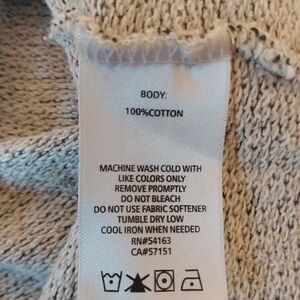 BODY:
100%COTTON
MACHINE WASH COLD WITH
LIKE COLORS ONLY
REMOVE PROMPTLY
DO NOT BLEACH
DO NOT USE FABRIC SOFTENER
TUMBLE DRY LOW
COOL IRON WHEN NEEDED
RN#54163
CA#57151